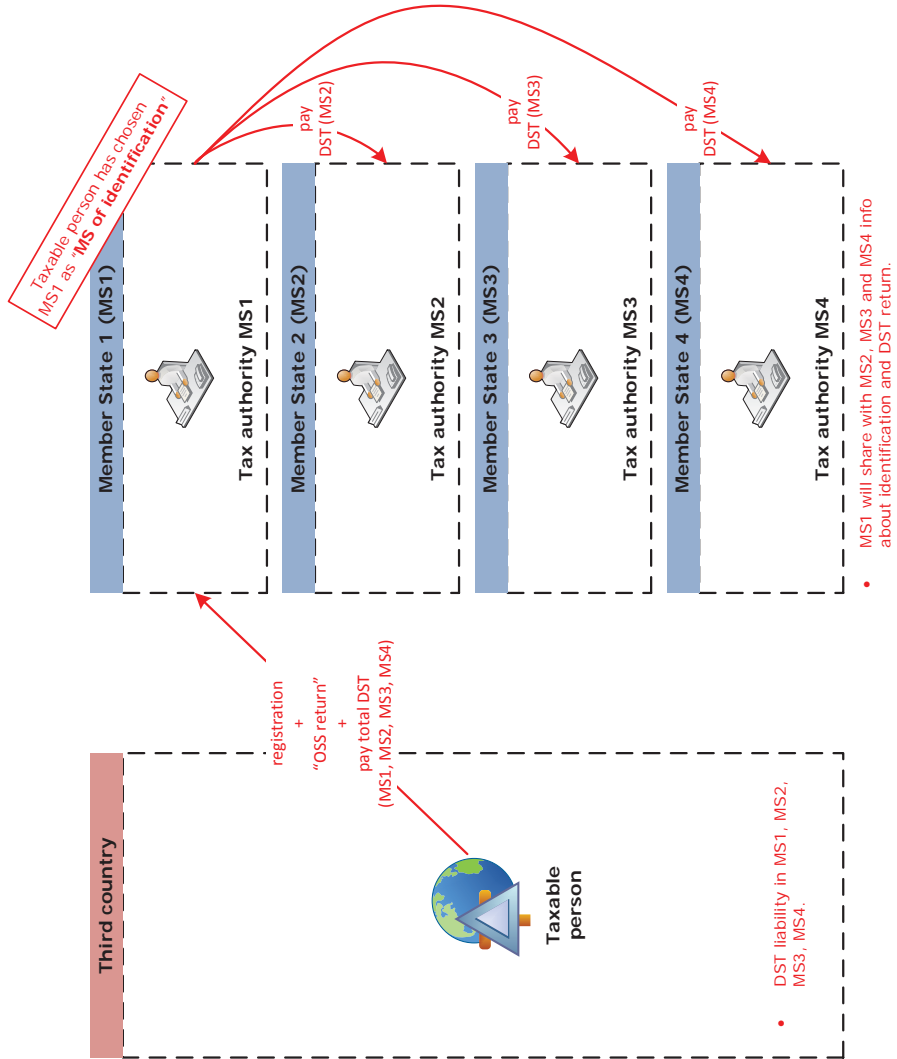 Third country
Taxable
person
• DST liability in MS1, MS2,
MS3, MS4.
registration
+
“OSS return”
+
pay total DST
(MS1, MS2, MS3, MS4)
Taxable person has chosen
MS1 as “MS of identification”
Member State 1 (MS1)
Tax authority MS1
Member State 2 (MS2)
Tax authority MS2
pay
DST (MS2)
Member State 3 (MS3)
Tax authority MS3
pay
DST (MS3)
Member State 4 (MS4)
Tax authority MS4
pay
DST (MS4)
• MS1 will share with MS2, MS3 and MS4 info
about identification and DST return.